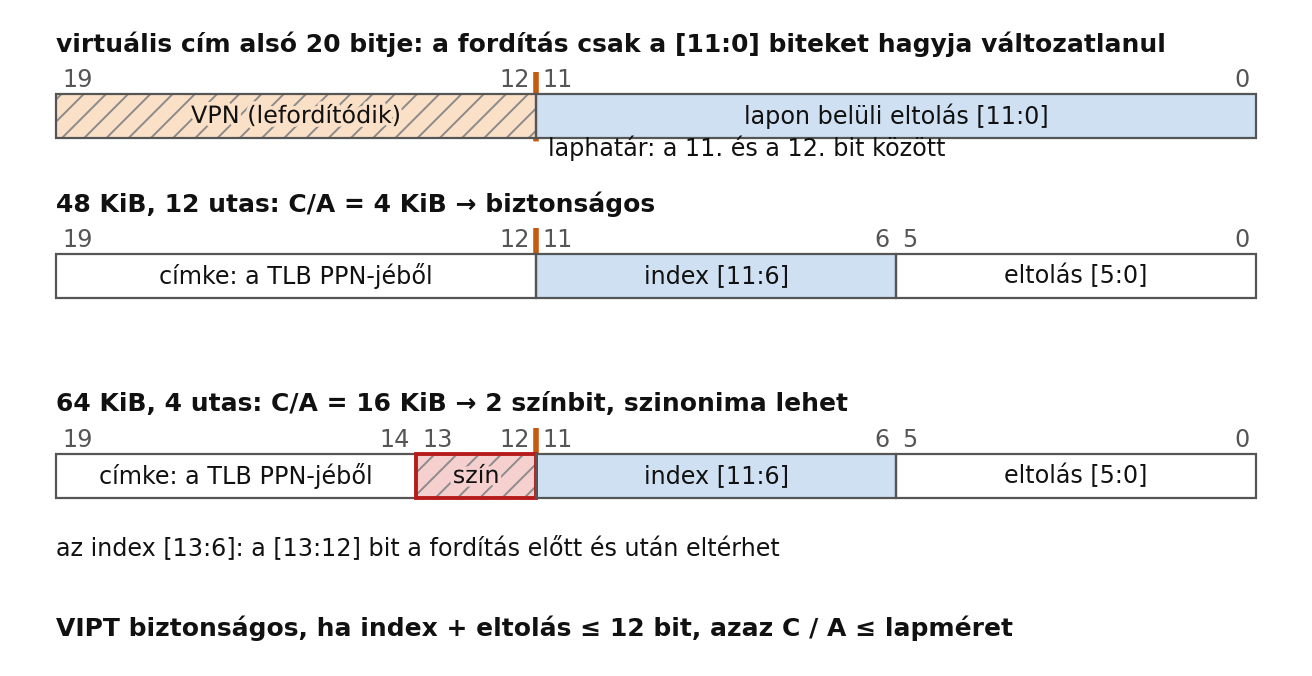 virtuális cím alsó 20 bitje: a fordítás csak a [11:0] biteket hagyja változatlanul
19 12 11 0
VPN (lefordítódik) lapon belüli eltolás [11:0]
laphatár: a 11. és a 12. bit között
48 KiB, 12 utas: C/A = 4 KiB → biztonságos
19 12 11 6 5 0
címke: a TLB PPN-jéből index [11:6] eltolás [5:0]
64 KiB, 4 utas: C/A = 16 KiB → 2 színbit, szinonima lehet
19 14 13 12 11 6 5 0
címke: a TLB PPN-jéből szín index [11:6] eltolás [5:0]
az index [13:6]: a [13:12] bit a fordítás előtt és után eltérhet
VIPT biztonságos, ha index + eltolás ≤ 12 bit, azaz C / A ≤ lapméret